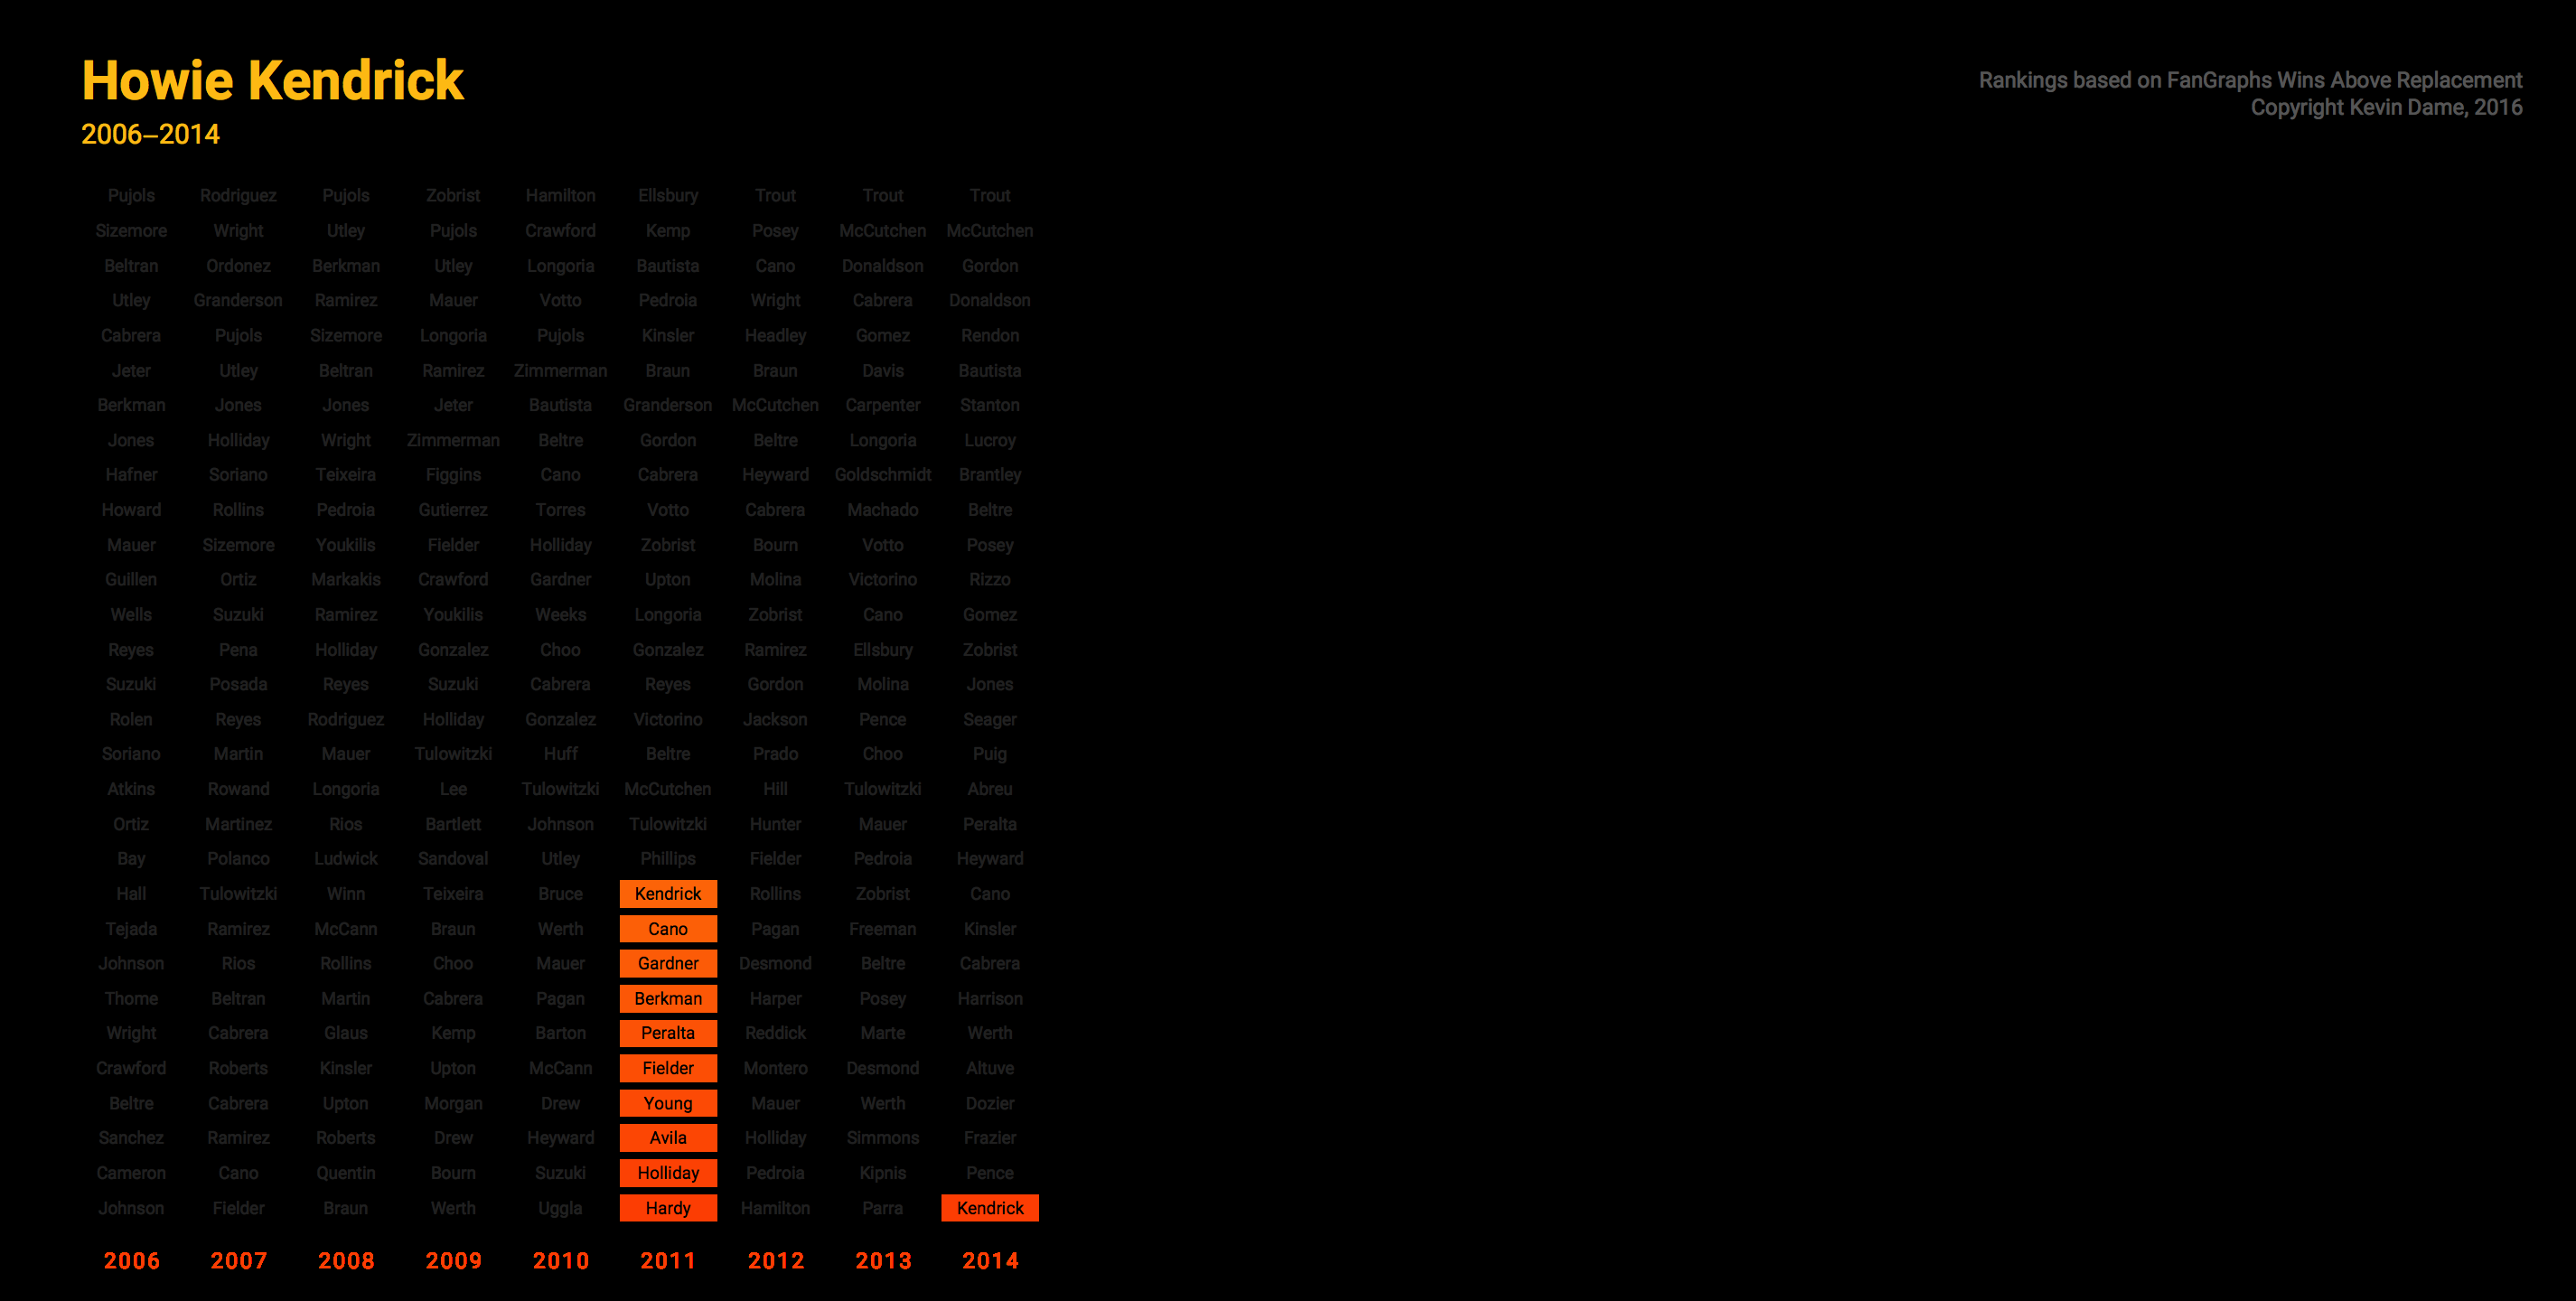 Howie Kendrick
2006–2014
Rankings based on FanGraphs Wins Above Replacement
Copyright Kevin Dame, 2016
Pujols Rodriguez Pujols Zobrist Hamilton Ellsbury Trout Trout Trout
Sizemore Wright Utley Pujols Crawford Kemp Posey McCutchen McCutchen
Beltran Ordonez Berkman Utley Longoria Bautista Cano Donaldson Gordon
Utley Granderson Ramirez Mauer Votto Pedroia Wright Cabrera Donaldson
Cabrera Pujols Sizemore Longoria Pujols Kinsler Headley Gomez Rendon
Jeter Utley Beltran Ramirez Zimmerman Braun Braun Davis Bautista
Berkman Jones Jones Jeter Bautista Granderson McCutchen Carpenter Stanton
Jones Holliday Wright Zimmerman Beltre Gordon Beltre Longoria Lucroy
Hafner Soriano Teixeira Figgins Cano Cabrera Heyward Goldschmidt Brantley
Howard Rollins Pedroia Gutierrez Torres Votto Cabrera Machado Beltre
Mauer Sizemore Youkilis Fielder Holliday Zobrist Bourn Votto Posey
Guillen Ortiz Markakis Crawford Gardner Upton Molina Victorino Rizzo
Wells Suzuki Ramirez Youkilis Weeks Longoria Zobrist Cano Gomez
Reyes Pena Holliday Gonzalez Choo Gonzalez Ramirez Ellsbury Zobrist
Suzuki Posada Reyes Suzuki Cabrera Reyes Gordon Molina Jones
Rolen Reyes Rodriguez Holliday Gonzalez Victorino Jackson Pence Seager
Soriano Martin Mauer Tulowitzki Huff Beltre Prado Choo Puig
Atkins Rowand Longoria Lee Tulowitzki McCutchen Hill Tulowitzki Abreu
Ortiz Martinez Rios Bartlett Johnson Tulowitzki Hunter Mauer Peralta
Bay Polanco Ludwick Sandoval Utley Phillips Fielder Pedroia Heyward
Hall Tulowitzki Winn Teixeira Bruce Kendrick Rollins Zobrist Cano
Tejada Ramirez McCann Braun Werth Cano Pagan Freeman Kinsler
Johnson Rios Rollins Choo Mauer Gardner Desmond Beltre Cabrera
Thome Beltran Martin Cabrera Pagan Berkman Harper Posey Harrison
Wright Cabrera Glaus Kemp Barton Peralta Reddick Marte Werth
Crawford Roberts Kinsler Upton McCann Fielder Montero Desmond Altuve
Beltre Cabrera Upton Morgan Drew Young Mauer Werth Dozier
Sanchez Ramirez Roberts Drew Heyward Avila Holliday Simmons Frazier
Cameron Cano Quentin Bourn Suzuki Holliday Pedroia Kipnis Pence
Johnson Fielder Braun Werth Uggla Hardy Hamilton Parra Kendrick
2006 2007 2008 2009 2010 2011 2012 2013 2014